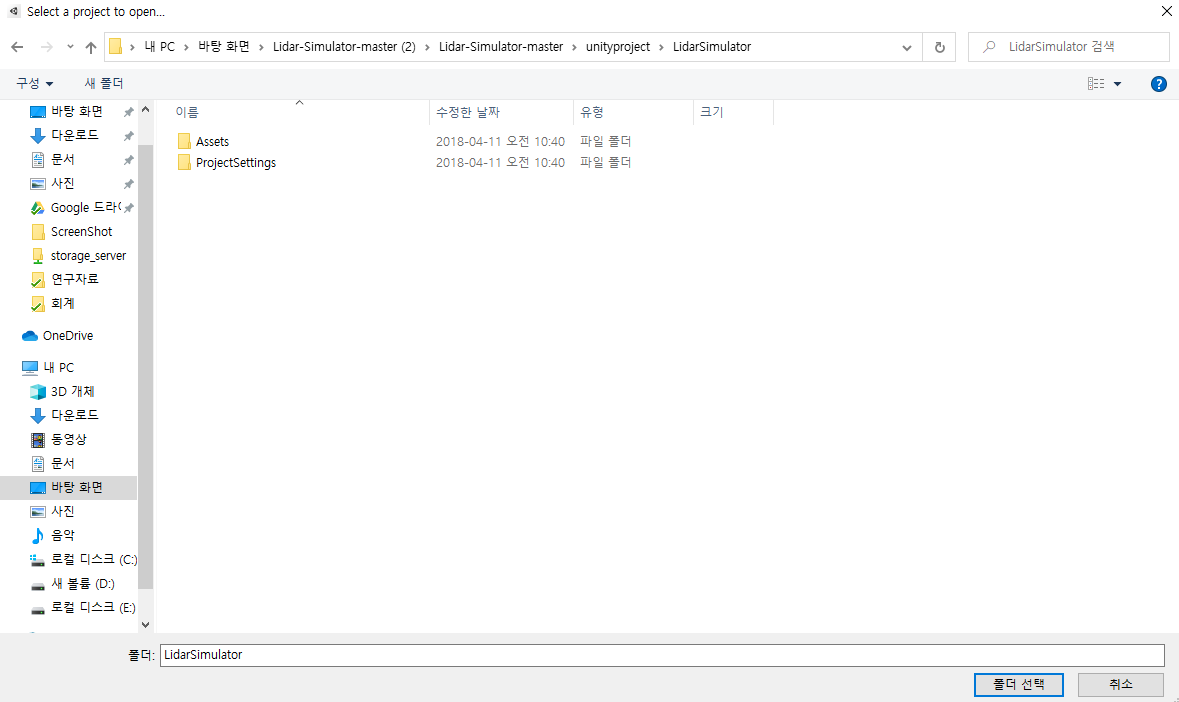 Select a project to open...
내 PC > 바탕 화면 > Lidar-Simulator-master (2) > Lidar-Simulator-master > unityproject > LidarSimulator
LidarSimulator 검색
구성 새 폴더
바탕 화면
다운로드
문서
사진
Google 드라이
ScreenShot
storage_server
연구자료
회계
OneDrive
내 PC
3D 개체
다운로드
동영상
문서
바탕 화면
사진
음악
로컬 디스크 (C:)
새 볼륨 (D:)
로컬 디스크 (E:)
이름 수정한 날짜 유형 크기
Assets 2018-04-11 오전 10:40 파일 폴더
ProjectSettings 2018-04-11 오전 10:40 파일 폴더
폴더: LidarSimulator
폴더 선택 취소